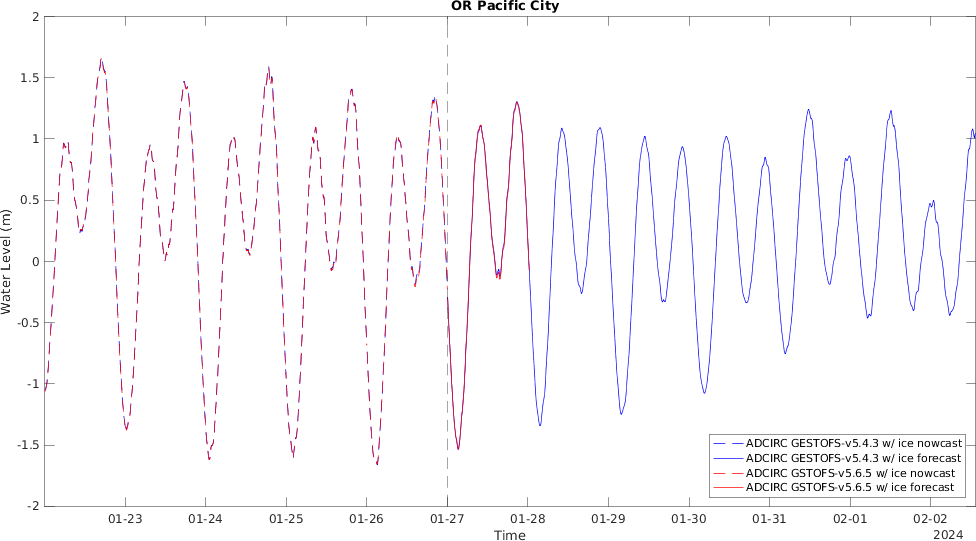 OR Pacific City
2
1.5
1
0.5
0
-0.5
-1
-1.5
-2
Water Level (m)
01-23 01-24 01-25 01-26 01-27 01-28 01-29 01-30 01-31 02-01 02-02
Time
2024
ADCIRC GESTOFS-v5.4.3 w/ ice nowcast
ADCIRC GESTOFS-v5.4.3 w/ ice forecast
ADCIRC GSTOFS-v5.6.5 w/ ice nowcast
ADCIRC GSTOFS-v5.6.5 w/ ice forecast